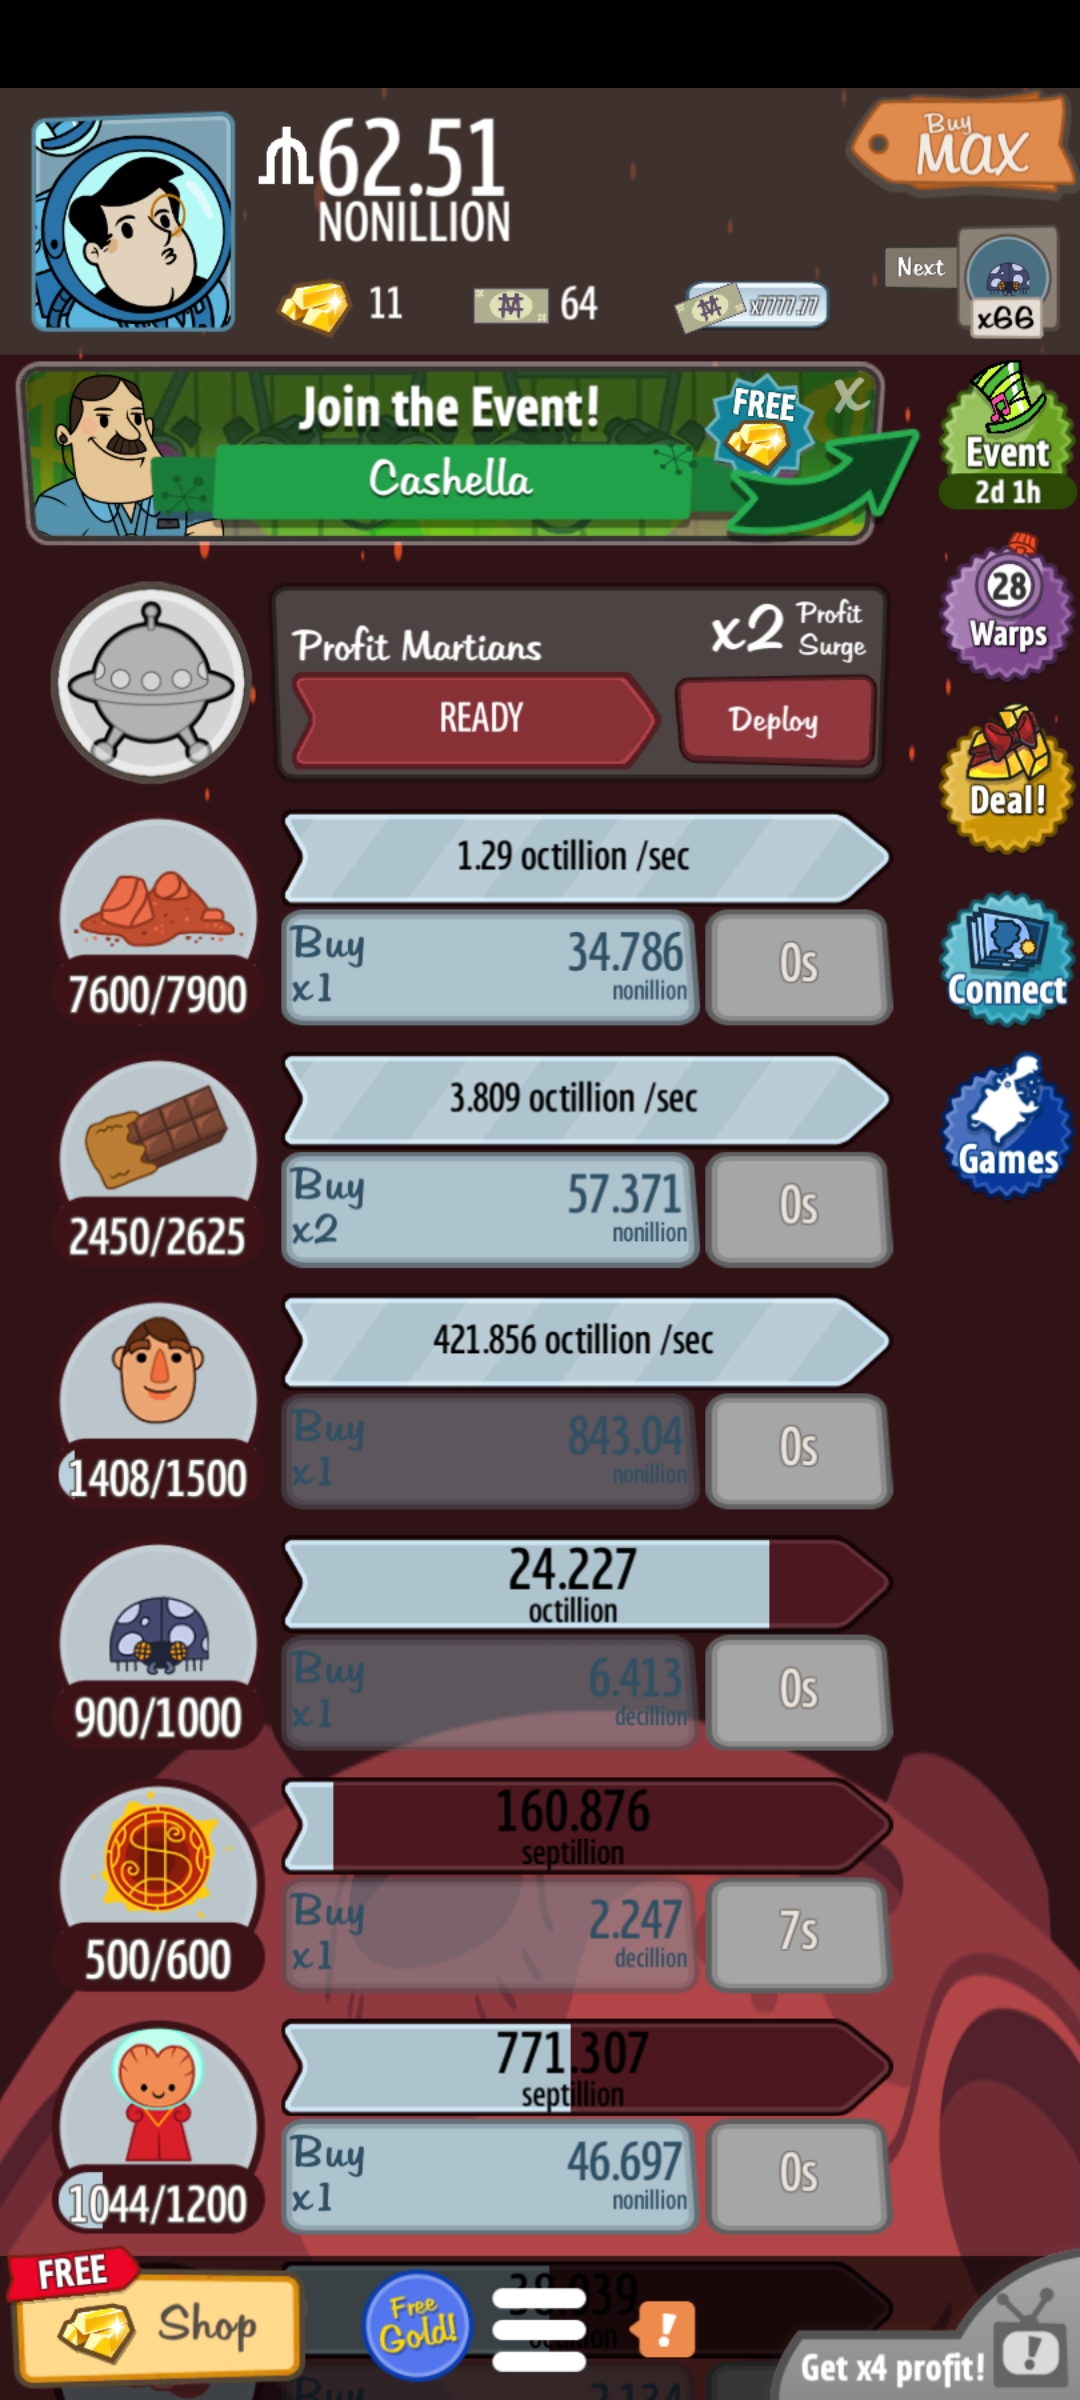 62.51
NONILLION
Buy
MAX
11
64
x7777.77
Next
x66
Join the Event!
FREE
X
Cashella
Event
2d 1h
28
Warps
Profit Martians
x2 Profit
Surge
READY
Deploy
Deal!
1.29 octillion /sec
Buy
x1
34.786
nonillion
0s
7600/7900
Connect
3.809 octillion /sec
Buy
x2
57.371
nonillion
0s
2450/2625
Games
421.856 octillion /sec
Buy
x1
843.04
nonillion
0s
1408/1500
24.227
octillion
Buy
x1
6.413
decillion
0s
900/1000
160.876
septillion
Buy
x1
2.247
decillion
7s
500/600
771.307
septillion
Buy
x1
46.697
nonillion
0s
1044/1200
FREE
Shop
Free
Gold!
!
Get x4 profit!
!
Buy